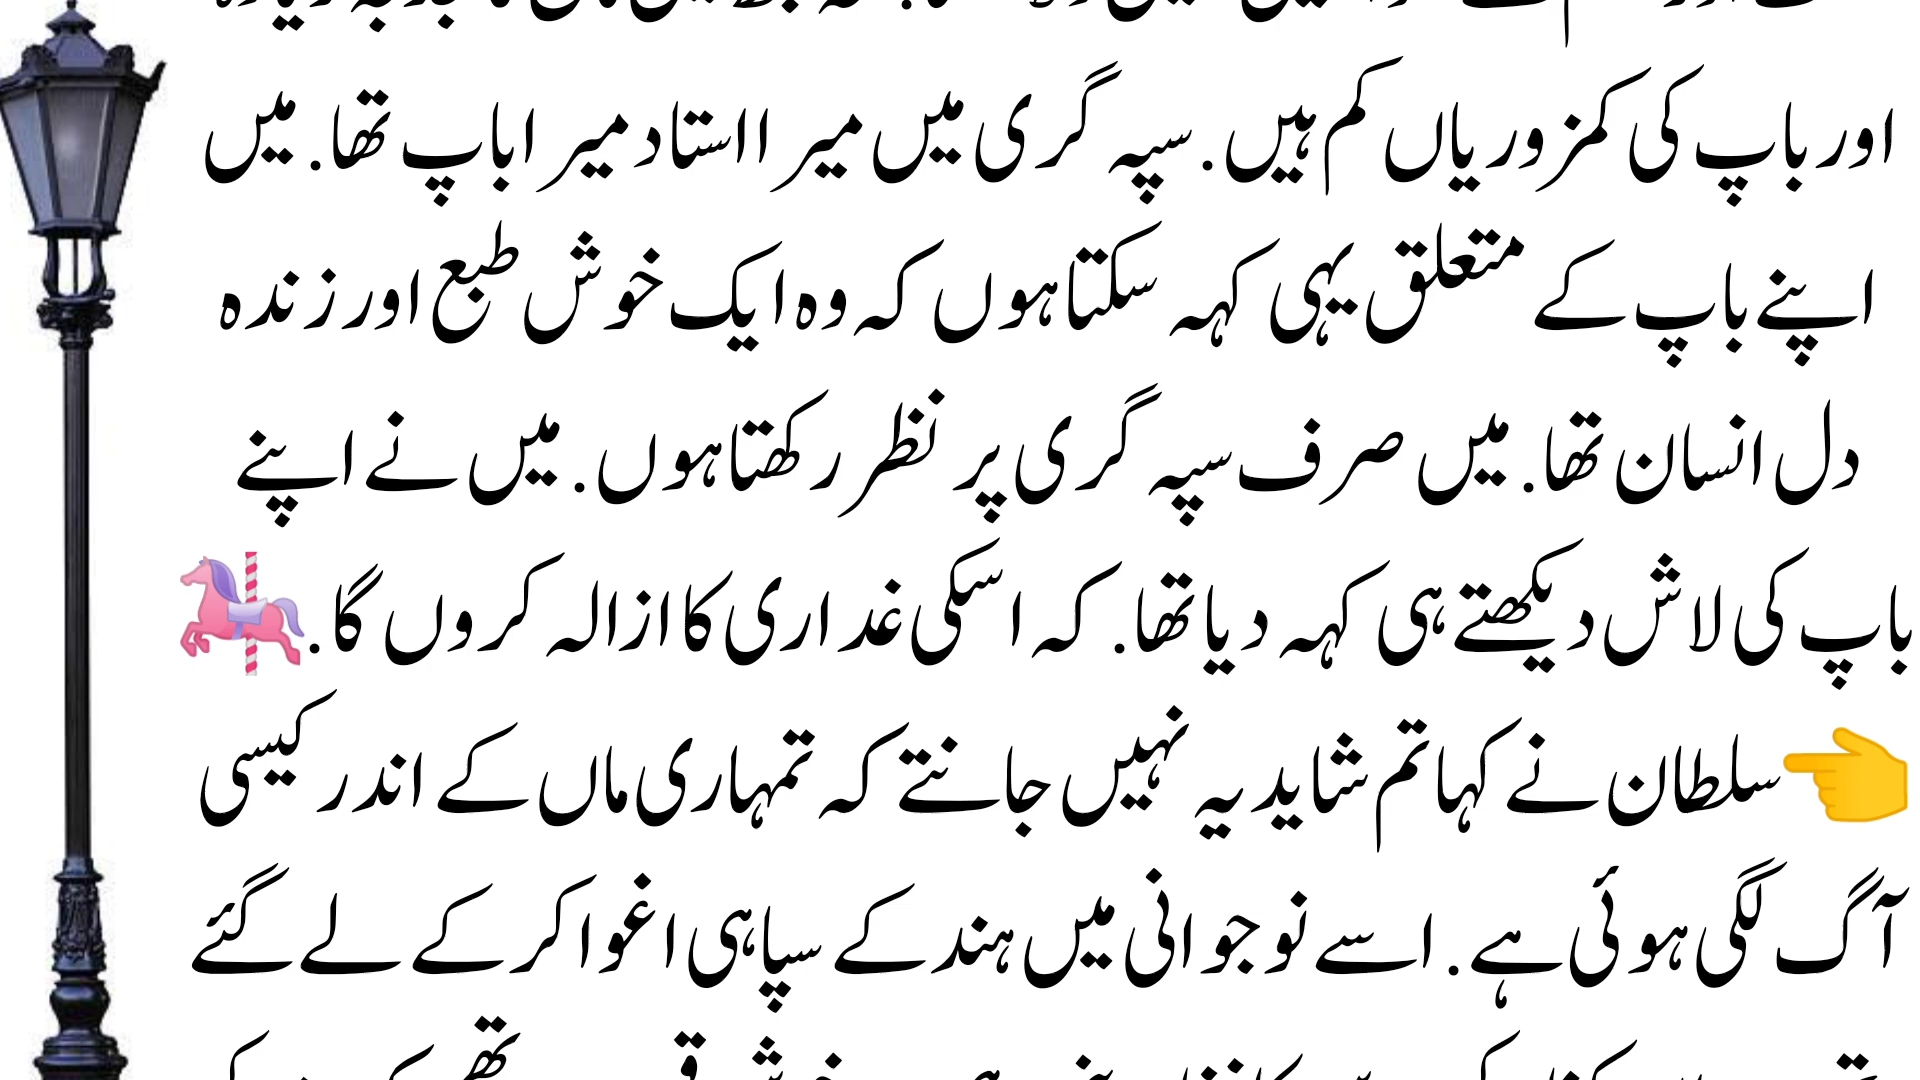 اور باپ کی کمزوریاں کم ہیں. سپہ گری میں میرا استاد میرا باپ تھا. میں
اپنے باپ کے متعلق یہی کہہ سکتا ہوں کہ وہ ایک خوش طبع اور زندہ
دل انسان تھا. میں صرف سپہ گری پر نظر رکھتا ہوں. میں نے اپنے
باپ کی لاش دیکھتے ہی کہہ دیا تھا. کہ اسکی غداری کا ازالہ کروں گا.🎠
👈سلطان نے کہا تم شاید یہ نہیں جانتے کہ تمہاری ماں کے اندر کیسی
آگ لگی ہوئی ہے. اسے نوجوانی میں ہند کے سپاہی اغوا کر کے لے گئے